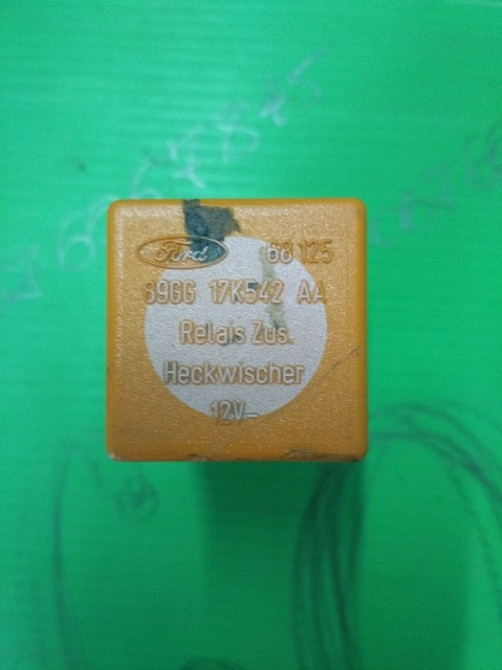 Ford 68 125
89GG 17K542 AA
Relais Zus.
Heckwischer
12V-